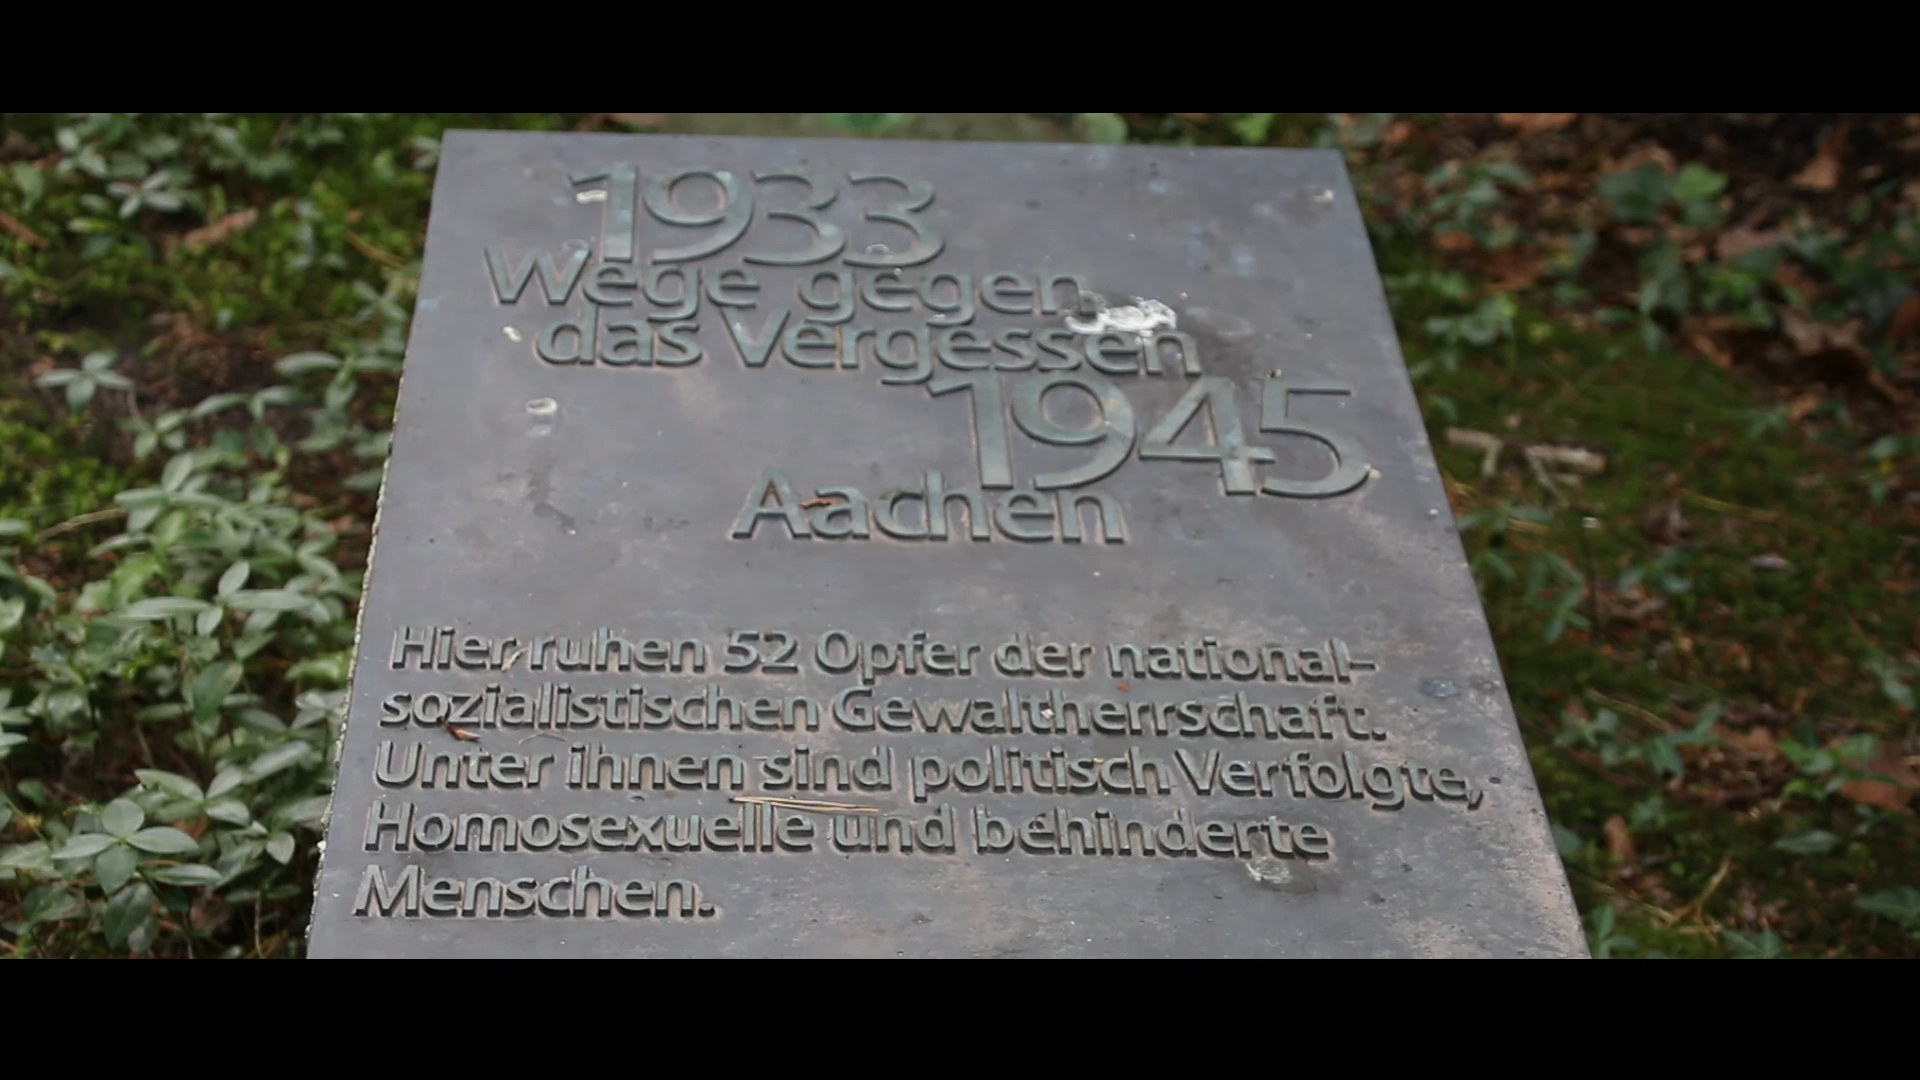 1933
Wege gegen
das Vergessen
1945
Aachen
Hier ruhen 52 Opfer der national-
sozialistischen Gewaltherrschaft.
Unter ihnen sind politisch Verfolgte,
Homosexuelle und behinderte
Menschen.